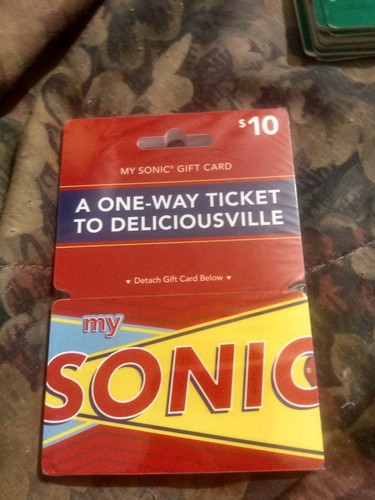 $10
MY SONIC® GIFT CARD
A ONE-WAY TICKET
TO DELICIOUSVILLE
▼ Detach Gift Card Below ▼
my
SONIC